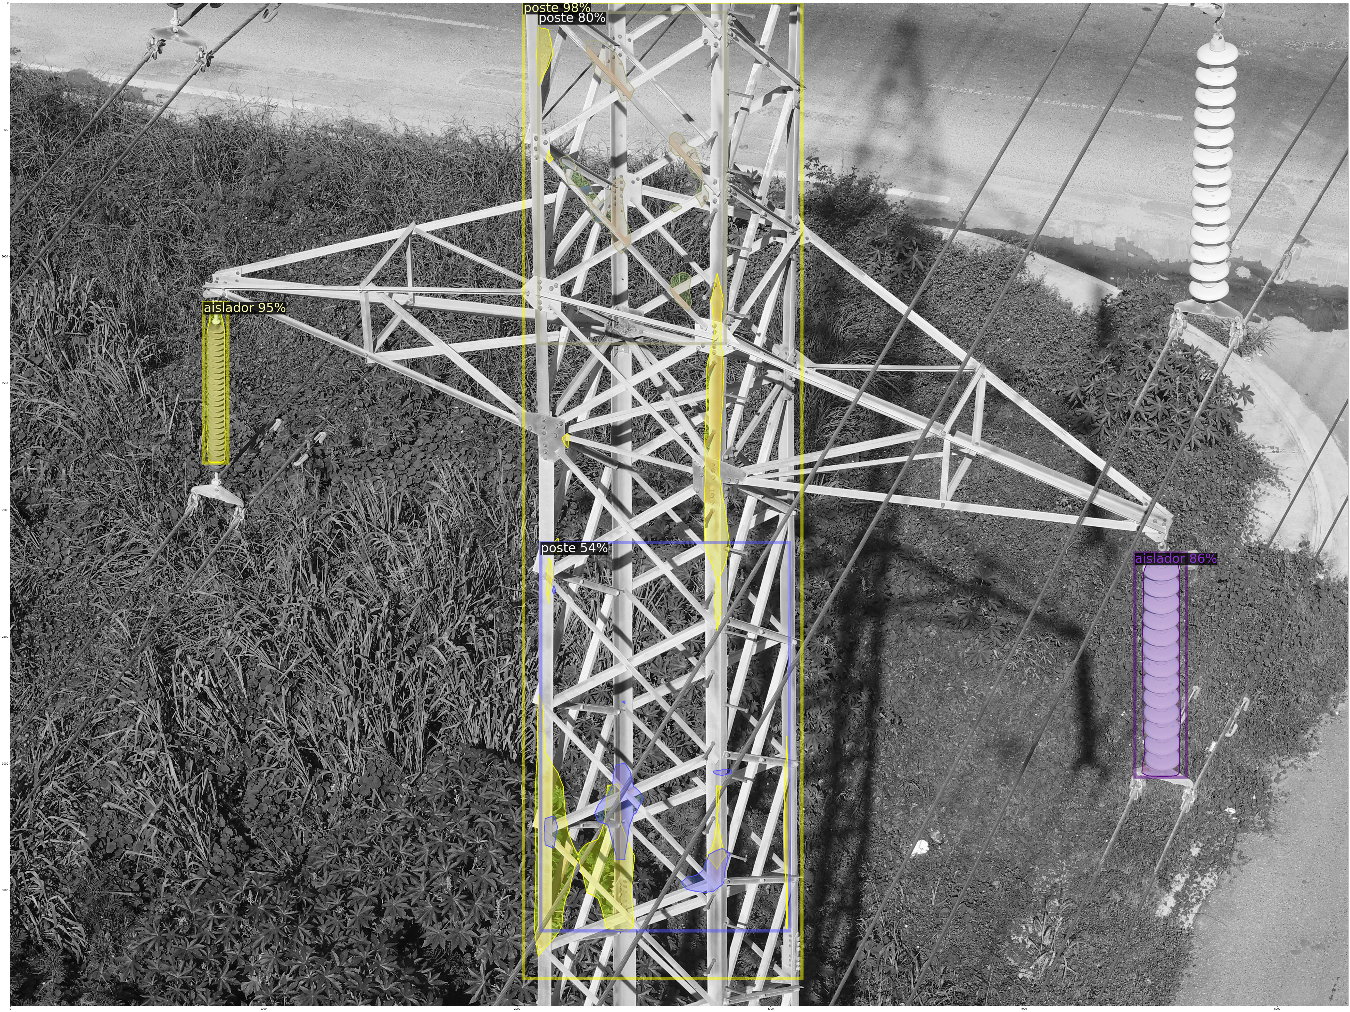 poste 98%
poste 80%
aislador 95%
poste 54%
aislador 86%